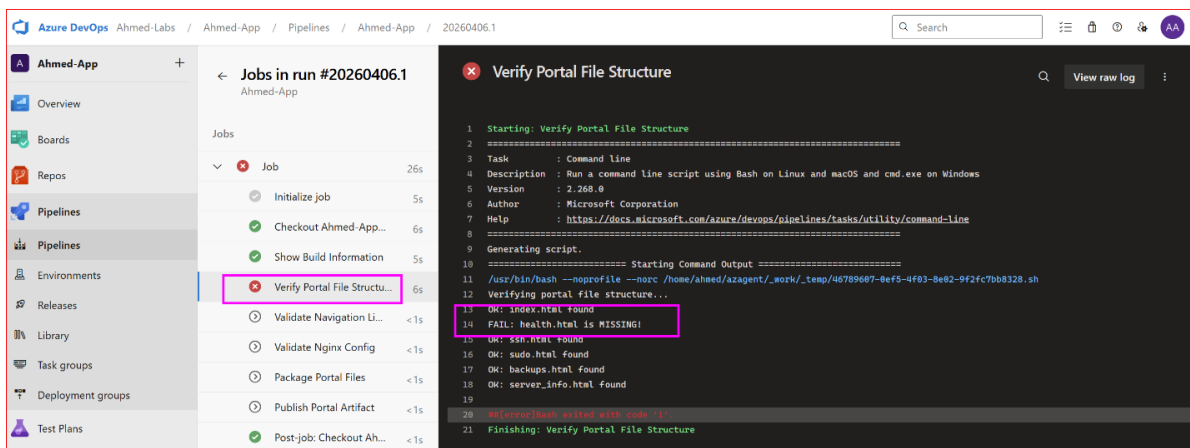 Azure DevOps Ahmed-Labs / Ahmed-App / Pipelines / Ahmed-App / 20260406.1
Search
AA
A Ahmed-App +
Overview
Boards
Repos
Pipelines
Pipelines
Environments
Releases
Library
Task groups
Deployment groups
Test Plans
← Jobs in run #20260406.1
Ahmed-App
Jobs
Job 26s
Initialize job 5s
Checkout Ahmed-App... 6s
Show Build Information 5s
Verify Portal File Structu... 6s
Validate Navigation Li... <1s
Validate Nginx Config <1s
Package Portal Files <1s
Publish Portal Artifact <1s
Post-job: Checkout Ah... <1s
Verify Portal File Structure
View raw log
1 Starting: Verify Portal File Structure
2 ==============================================================================
3 Task : Command line
4 Description : Run a command line script using Bash on Linux and macOS and cmd.exe on Windows
5 Version : 2.268.0
6 Author : Microsoft Corporation
7 Help : https://docs.microsoft.com/azure/devops/pipelines/tasks/utility/command-line
8 ==============================================================================
9 Generating script.
10 ========================== Starting Command Output ===========================
11 /usr/bin/bash --noprofile --norc /home/ahmed/azagent/_work/_temp/46789607-0ef5-4f03-8e02-9f2fc7bb8328.sh
12 Verifying portal file structure...
13 OK: index.html found
14 FAIL: health.html is MISSING!
15 OK: ssh.html found
16 OK: sudo.html found
17 OK: backups.html found
18 OK: server_info.html found
19
20 ##[error]Bash exited with code '1'.
21 Finishing: Verify Portal File Structure